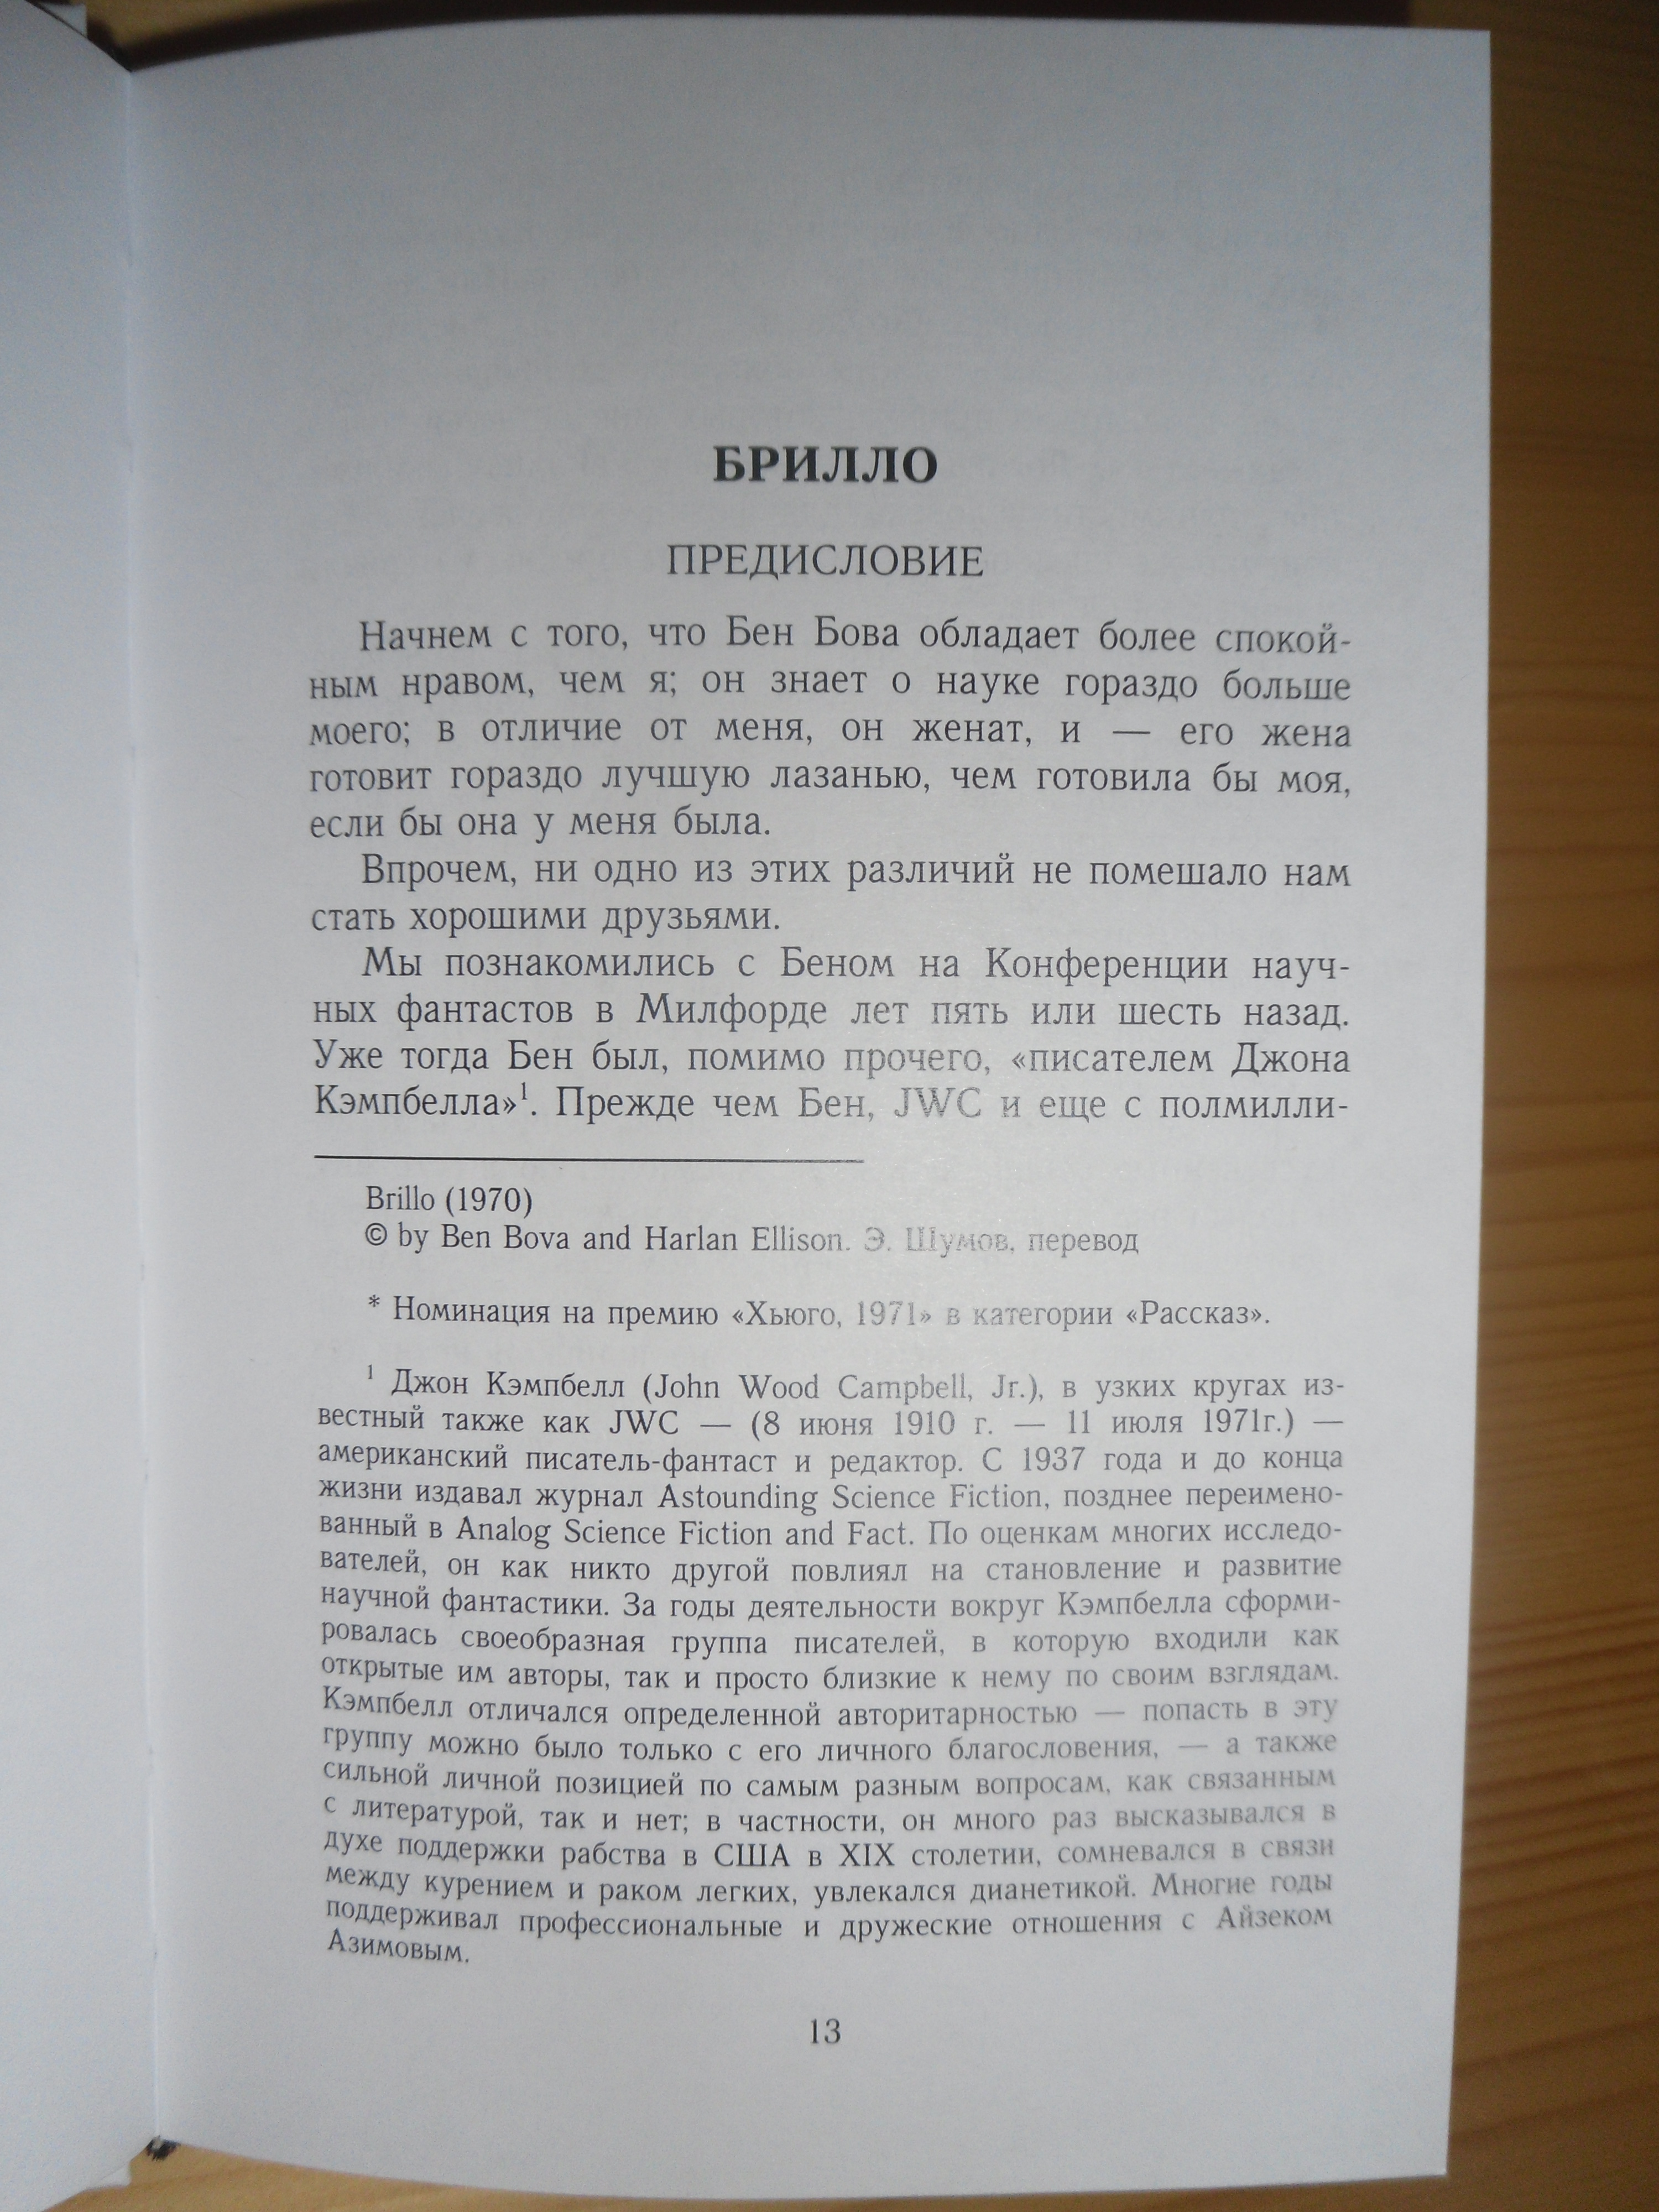 БРИЛЛО
ПРЕДИСЛОВИЕ
Начнем с того, что Бен Бова обладает более спокой-
ным нравом, чем я; он знает о науке гораздо больше
моего; в отличие от меня, он женат, и — его жена
готовит гораздо лучшую лазанью, чем готовила бы моя,
если бы она у меня была.
Впрочем, ни одно из этих различий не помешало нам
стать хорошими друзьями.
Мы познакомились с Беном на Конференции науч-
ных фантастов в Милфорде лет пять или шесть назад.
Уже тогда Бен был, помимо прочего, «писателем Джона
Кэмпбелла»¹. Прежде чем Бен, JWC и еще с полмилли-
Brillo (1970)
© by Ben Bova and Harlan Ellison. Э. Шумов, перевод
* Номинация на премию «Хьюго, 1971» в категории «Рассказ».
¹ Джон Кэмпбелл (John Wood Campbell, Jr.), в узких кругах из-
вестный также как JWC — (8 июня 1910 г. — 11 июля 1971г.) —
американский писатель-фантаст и редактор. С 1937 года и до конца
жизни издавал журнал Astounding Science Fiction, позднее переимено-
ванный в Analog Science Fiction and Fact. По оценкам многих исследо-
вателей, он как никто другой повлиял на становление и развитие
научной фантастики. За годы деятельности вокруг Кэмпбелла сформи-
ровалась своеобразная группа писателей, в которую входили как
открытые им авторы, так и просто близкие к нему по своим взглядам.
Кэмпбелл отличался определенной авторитарностью — попасть в эту
группу можно было только с его личного благословения, — а также
сильной личной позицией по самым разным вопросам, как связанным
с литературой, так и нет; в частности, он много раз высказывался в
духе поддержки рабства в США в XIX столетии, сомневался в связи
между курением и раком легких, увлекался дианетикой. Многие годы
поддерживал профессиональные и дружеские отношения с Айзеком
Азимовым.
13